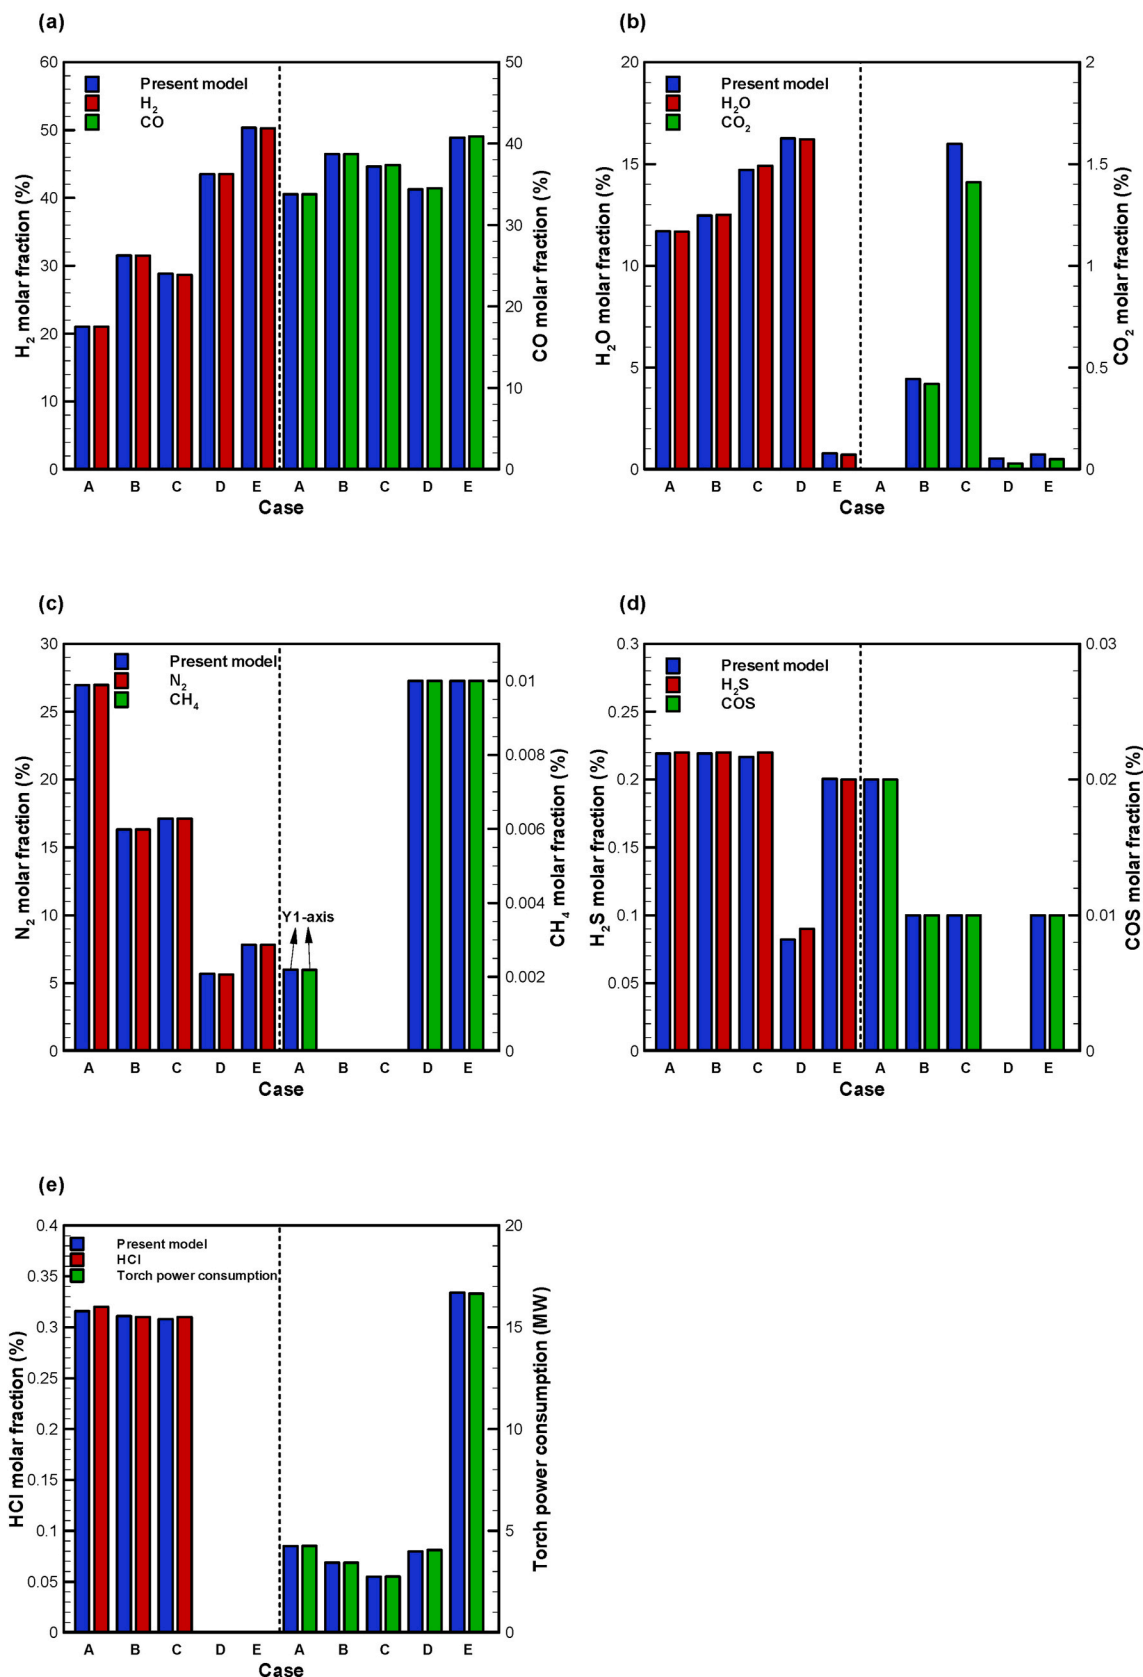 (a)
60
50
40
30
20
10
0
H₂ molar fraction (%)
Present model
H₂
CO
50
40
30
20
10
0
CO molar fraction (%)
A B C D E A B C D E
Case
(b)
20
15
10
5
0
H₂O molar fraction (%)
Present model
H₂O
CO₂
2
1.5
1
0.5
0
CO₂ molar fraction (%)
A B C D E A B C D E
Case
(c)
30
25
20
15
10
5
0
N₂ molar fraction (%)
Present model
N₂
CH₄
Y1-axis
0.01
0.008
0.006
0.004
0.002
0
CH₄ molar fraction (%)
A B C D E A B C D E
Case
(d)
0.3
0.25
0.2
0.15
0.1
0.05
0
H₂S molar fraction (%)
Present model
H₂S
COS
0.03
0.02
0.01
0
COS molar fraction (%)
A B C D E A B C D E
Case
(e)
0.4
0.35
0.3
0.25
0.2
0.15
0.1
0.05
0
HCl molar fraction (%)
Present model
HCl
Torch power consumption
20
15
10
5
0
Torch power consumption (MW)
A B C D E A B C D E
Case